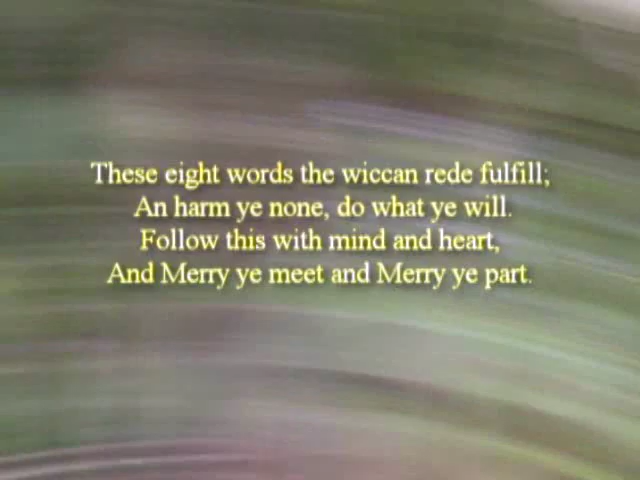 These eight words the wiccan rede fulfill;
An harm ye none, do what ye will.
Follow this with mind and heart,
And Merry ye meet and Merry ye part.